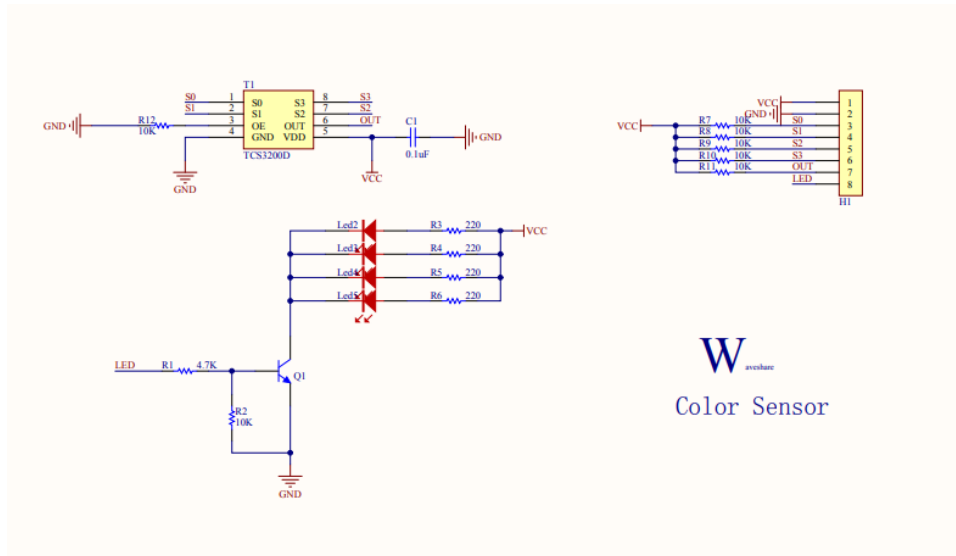 T1
S0 1 S0 S3 8 S3
S1 2 S1 S2 7 S2
GND R12 3 OE OUT 6 OUT
10K 4 GND VDD 5
TCS3200D
GND
C1
0.1uF
GND
VCC
VCC 1
GND 2
VCC
R7 10K S0 3
R8 10K S1 4
R9 10K S2 5
R10 10K S3 6
R11 10K OUT 7
LED 8
H1
Led2 R3 220 VCC
Led3 R4 220
Led4 R5 220
Led5 R6 220
LED R1 4.7K
Q1
R2
10K
GND
Waveshare
Color Sensor